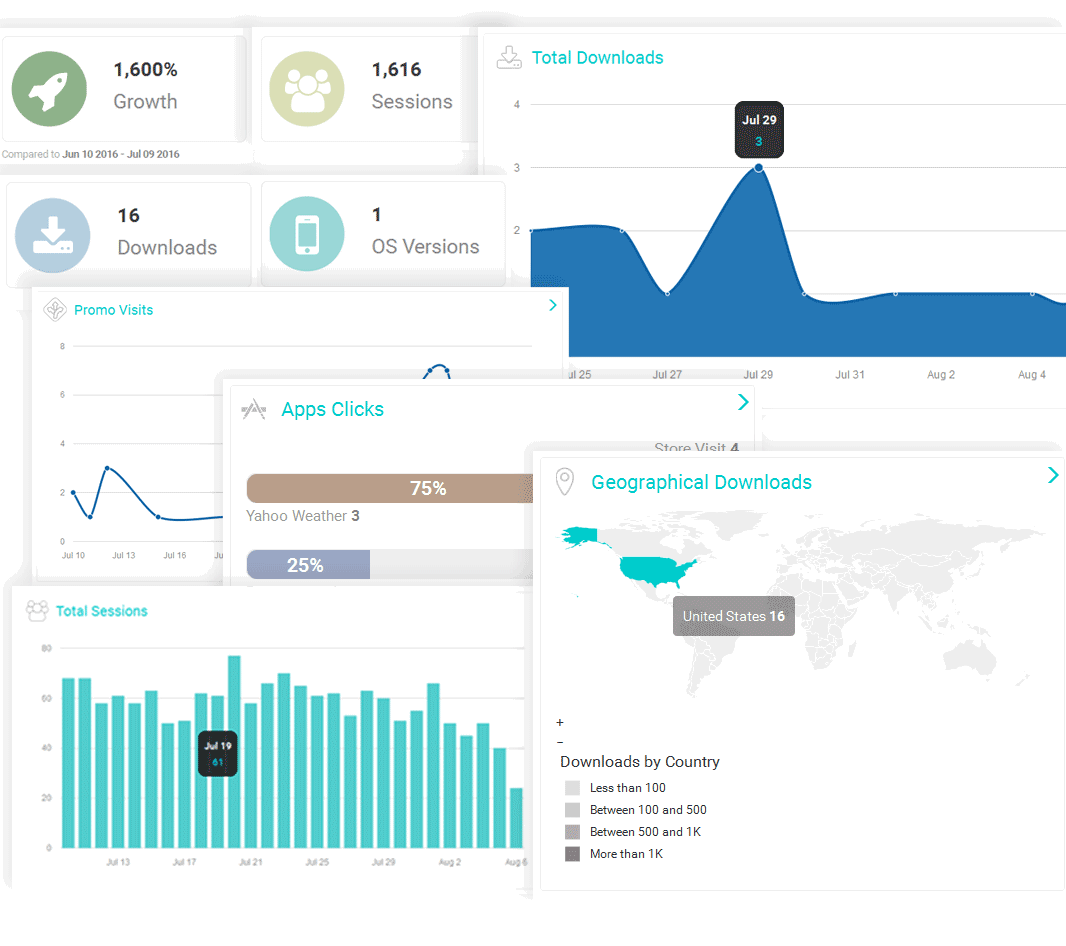 1,600%
Growth
Compared to Jun 10 2016 - Jul 09 2016
1,616
Sessions
16
Downloads
1
OS Versions
Total Downloads
4
Jul 29
3
3
2
Jul 27
Jul 29
Jul 31
Aug 2
Aug 4
Promo Visits
8
6
4
2
0
Jul 10
Jul 13
Jul 16
Apps Clicks
Store Visit 4
75%
Yahoo Weather 3
25%
Total Sessions
80
60
Jul 19
61
40
20
0
Jul 13
Jul 17
Jul 21
Jul 25
Jul 29
Aug 2
Aug 6
Geographical Downloads
United States 16
+
−
Downloads by Country
Less than 100
Between 100 and 500
Between 500 and 1K
More than 1K